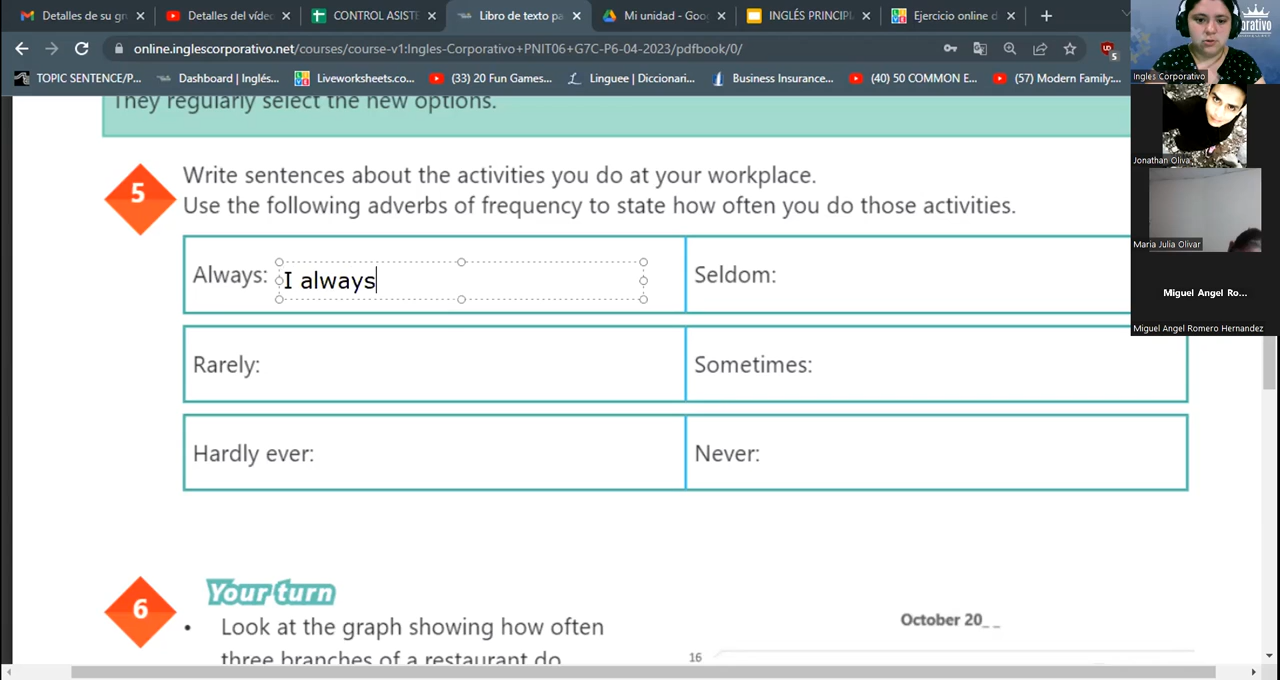 Detalles de su gr
Detalles del víde
CONTROL ASIST
Libro de texto pa
Mi unidad - Goo
INGLÉS PRINCIPI
Ejercicio online d
online.inglescorporativo.net/courses/course-v1:Ingles-Corporativo+PNIT06+G7C-P6-04-2023/pdfbook/0/
5
TOPIC SENTENCE/P...
Dashboard | Inglés...
Liveworksheets.co...
(33) 20 Fun Games...
Linguee | Diccionari...
Business Insurance...
(40) 50 COMMON E...
(57) Modern Family:...
They regularly select the new options.
5
Write sentences about the activities you do at your workplace.
Use the following adverbs of frequency to state how often you do those activities.
Always: I always
Seldom:
Rarely:
Sometimes:
Hardly ever:
Never:
6
Your turn
• Look at the graph showing how often
three branches of a restaurant do
October 20_ _
16
orativo
Ingles Corporativo
Jonathan Oliva
Maria Julia Olivar
Miguel Angel Ro...
Miguel Angel Romero Hernandez